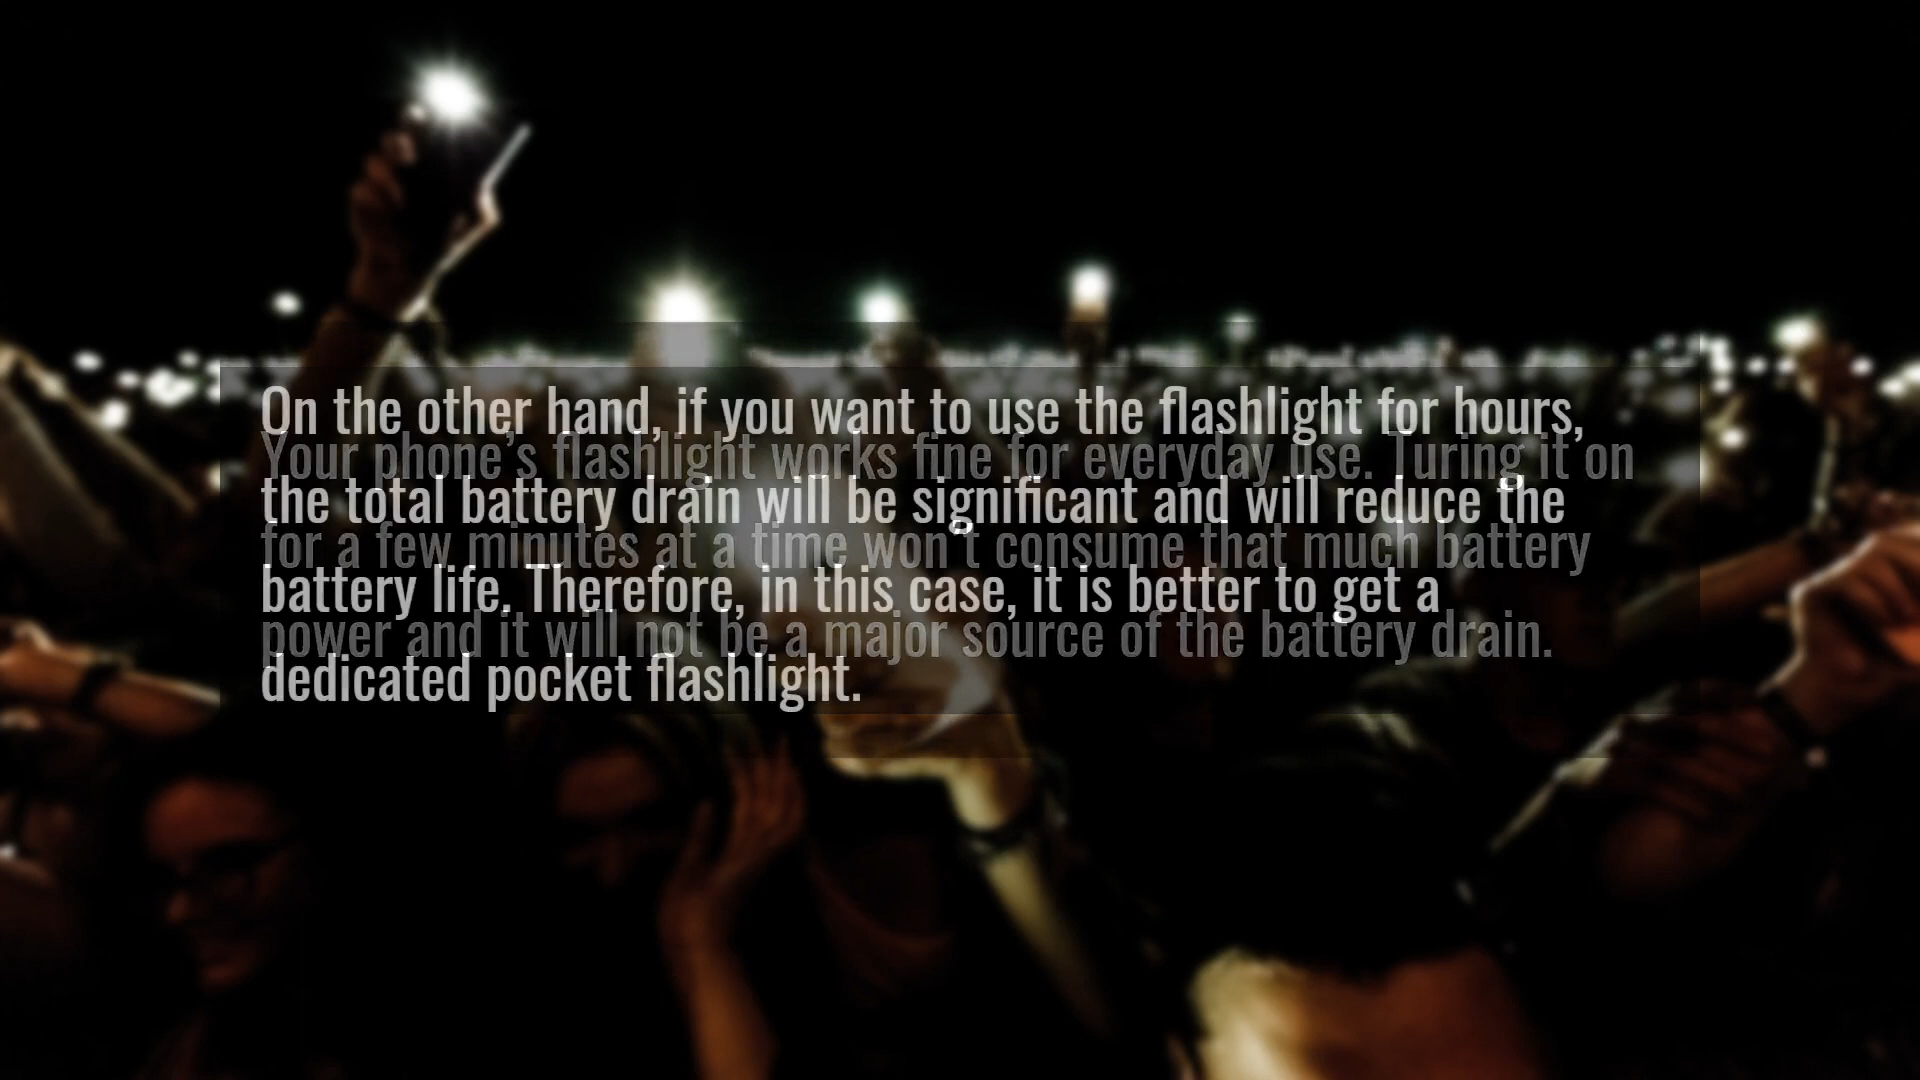 On the other hand, if you want to use the flashlight for hours,
the total battery drain will be significant and will reduce the
battery life. Therefore, in this case, it is better to get a
dedicated pocket flashlight.
Your phone’s flashlight works fine for everyday use. Turing it on
for a few minutes at a time won’t consume that much battery
power and it will not be a major source of the battery drain.